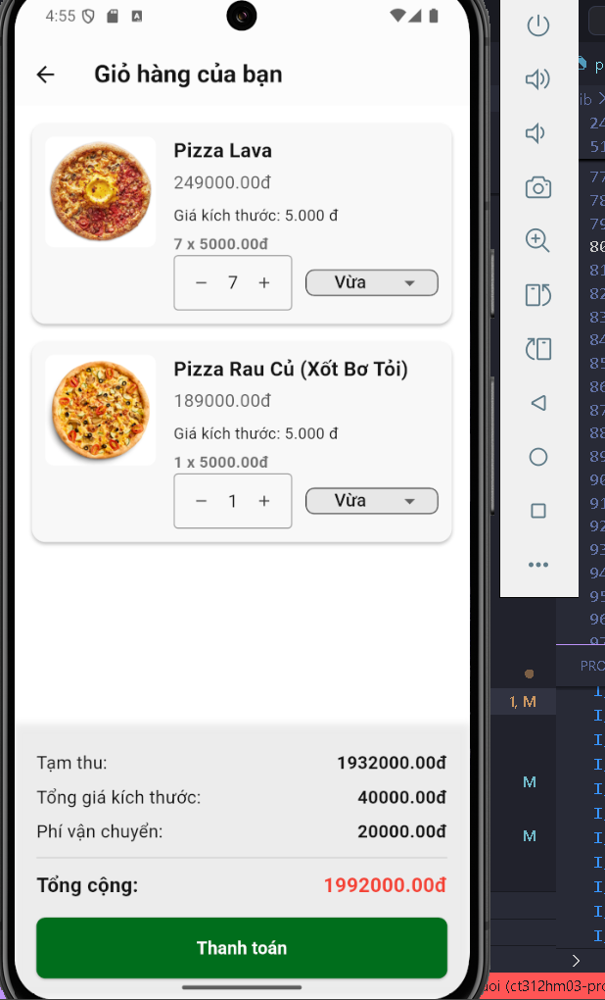 4:55
Giỏ hàng của bạn
Pizza Lava
249000.00đ
Giá kích thước: 5.000 đ
7 x 5000.00đ
− 7 +
Vừa
Pizza Rau Củ (Xốt Bơ Tỏi)
189000.00đ
Giá kích thước: 5.000 đ
1 x 5000.00đ
− 1 +
Vừa
Tạm thu: 1932000.00đ
Tổng giá kích thước: 40000.00đ
Phí vận chuyển: 20000.00đ
Tổng cộng: 1992000.00đ
Thanh toán
p
ib
24
51
77
78
79
80
81
82
83
84
85
86
87
88
89
90
91
92
93
94
95
96
PRO
1, M
M
M
I
I
I
I
I
I
I
I
I
I
I
(ct312hm03-pro